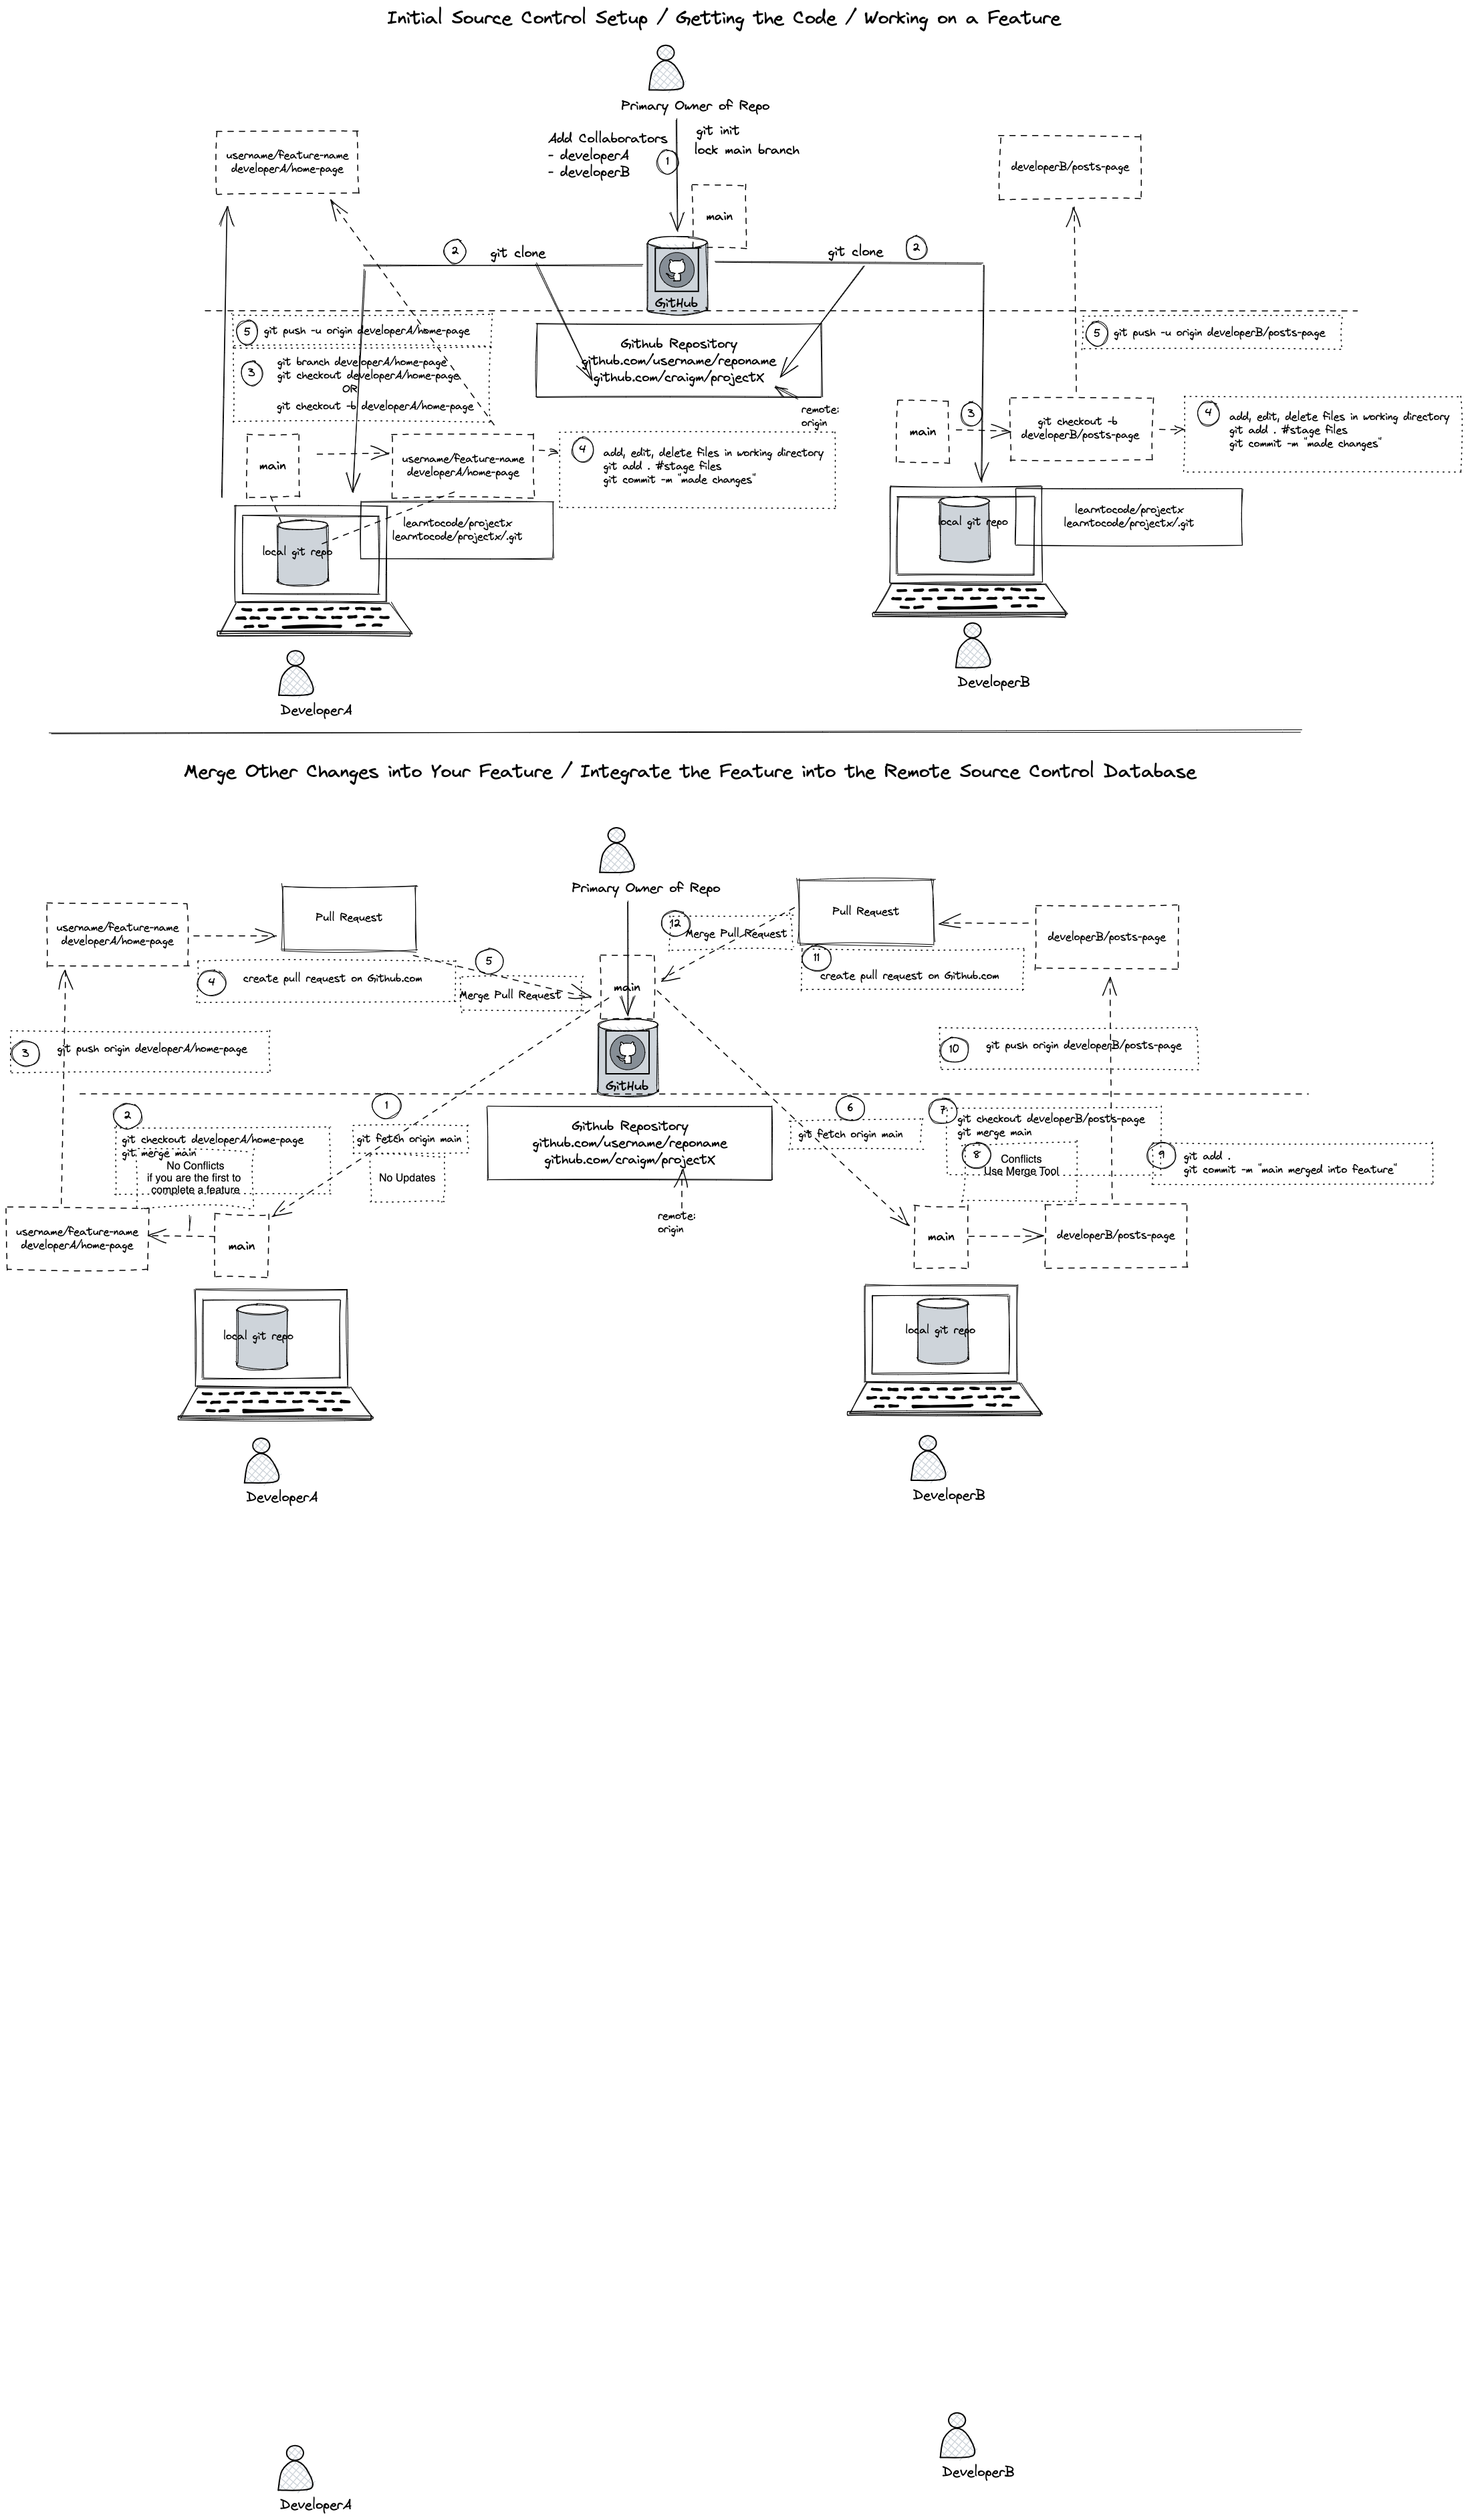 Initial Source Control Setup / Getting the Code / Working on a Feature
Primary Owner of Repo
Add Collaborators
- developerA
- developerB
1
git init
lock main branch
main
username/feature-name
developerA/home-page
developerB/posts-page
2
git clone
git clone
2
GitHub
5
git push -u origin developerA/home-page
3
git branch developerA/home-page
git checkout developerA/home-page
OR
git checkout -b developerA/home-page
Github Repository
github.com/username/reponame
github.com/craigm/projectX
remote:
origin
5
git push -u origin developerB/posts-page
main
username/feature-name
developerA/home-page
4
add, edit, delete files in working directory
git add . #stage files
git commit -m "made changes"
main
3
git checkout -b
developerB/posts-page
4
add, edit, delete files in working directory
git add . #stage files
git commit -m "made changes"
local git repo
learntocode/projectx
learntocode/projectx/.git
local git repo
learntocode/projectx
learntocode/projectx/.git
DeveloperA
DeveloperB
Merge Other Changes into Your Feature / Integrate the Feature into the Remote Source Control Database
Primary Owner of Repo
username/feature-name
developerA/home-page
Pull Request
4
create pull request on Github.com
5
Merge Pull Request
main
12
Merge Pull Request
Pull Request
11
create pull request on Github.com
developerB/posts-page
3
git push origin developerA/home-page
GitHub
10
git push origin developerB/posts-page
2
git checkout developerA/home-page
git merge main
No Conflicts
if you are the first to
complete a feature
1
git fetch origin main
No Updates
Github Repository
github.com/username/reponame
github.com/craigm/projectX
remote:
origin
6
git fetch origin main
7
git checkout developerB/posts-page
git merge main
8
Conflicts
Use Merge Tool
9
git add .
git commit -m "main merged into feature"
username/feature-name
developerA/home-page
main
main
developerB/posts-page
local git repo
local git repo
DeveloperA
DeveloperB
DeveloperB
DeveloperA